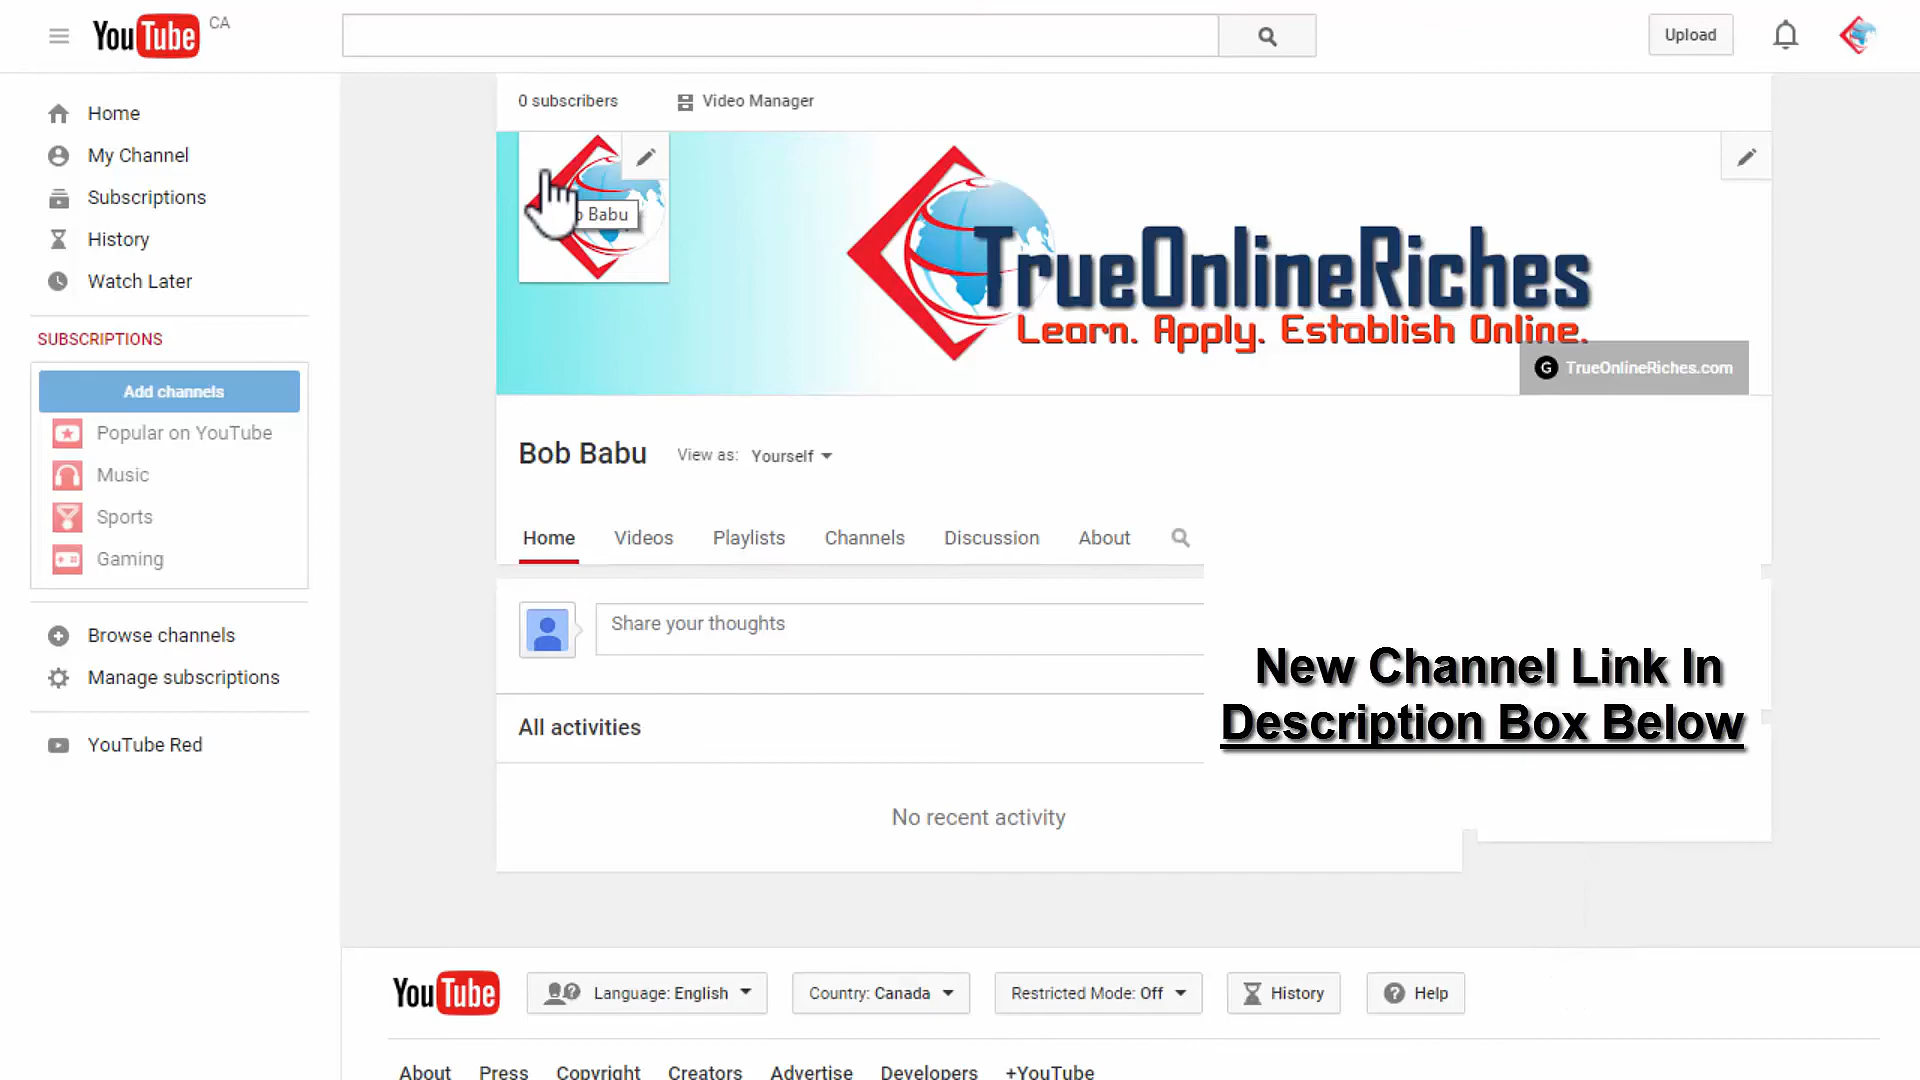 YouTube CA
Upload
Home
My Channel
Subscriptions
History
Watch Later
SUBSCRIPTIONS
Add channels
Popular on YouTube
Music
Sports
Gaming
Browse channels
Manage subscriptions
YouTube Red
0 subscribers Video Manager
Babu
TrueOnlineRiches
Learn. Apply. Establish Online.
G TrueOnlineRiches.com
Bob Babu View as: Yourself
Home Videos Playlists Channels Discussion About
Share your thoughts
All activities
No recent activity
New Channel Link In
Description Box Below
YouTube Language: English Country: Canada Restricted Mode: Off History Help
About Press Copyright Creators Advertise Developers +YouTube